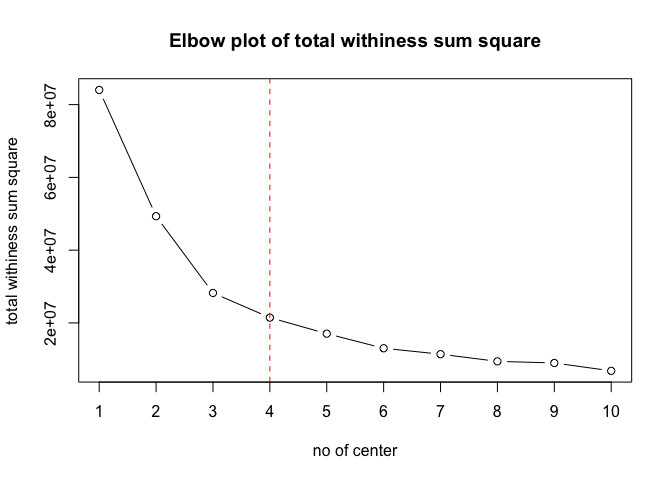 Elbow plot of total withiness sum square
total withiness sum square
8e+07
6e+07
4e+07
2e+07
1 2 3 4 5 6 7 8 9 10
no of center